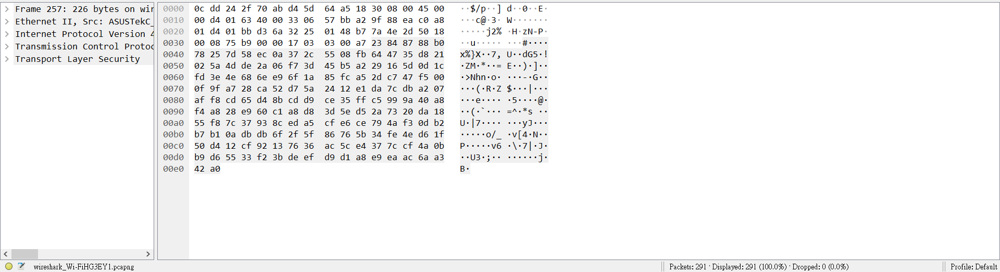 Frame 257: 226 bytes on wir
Ethernet II, Src: ASUSTekC_
Internet Protocol Version 4
Transmission Control Protoc
Transport Layer Security
0000 0c dd 24 2f 70 ab d4 5d 64 a5 18 30 08 00 45 00 ··$/p··] d··0··E·
0010 00 d4 01 63 40 00 33 06 57 bb a2 9f 88 ea c0 a8 ···c@·3· W·······
0020 01 d4 01 bb d3 6a 32 25 01 48 b7 7a 4e 2d 50 18 ·····j2% ·H·zN-P·
0030 00 08 75 b9 00 00 17 03 03 00 a7 23 84 87 88 b0 ··u····· ···#····
0040 78 25 7d 58 ec 0a 37 2c 55 08 fb 64 47 35 d8 21 x%}X··7, U··dG5·!
0050 02 5a 4d de 2a 06 f7 3d 45 b5 a2 29 16 5d 0d 1c ·ZM·*··= E··)·]··
0060 fd 3e 4e 68 6e e9 6f 1a 85 fc a5 2d c7 47 f5 00 ·>Nhn·o· ···-·G··
0070 0f 9f a7 28 ca 52 d7 5a 24 12 e1 da 7c db a2 07 ···(·R·Z $···|···
0080 af f8 cd 65 d4 8b cd d9 ce 35 ff c5 99 9a 40 a8 ···e···· ·5····@·
0090 f4 a8 28 e9 60 c1 a8 d8 3d 5e d5 2a 73 20 da 18 ··(·`··· =^·*s ··
00a0 55 f8 7c 37 93 8c ed a5 cf e6 ce 79 4a f3 0d b2 U·|7···· ···yJ···
00b0 b7 b1 0a db db 6f 2f 5f 86 76 5b 34 fe 4e d6 1f ·····o/_ ·v[4·N··
00c0 50 d4 12 cf 92 13 76 36 ac 5c e4 37 7c cf 4a 0b P·····v6 ·\·7|·J·
00d0 b9 d6 55 33 f2 3b de ef d9 d1 a8 e9 ea ac 6a a3 ··U3·;·· ······j·
00e0 42 a0 B·
wireshark_Wi-FiHG3EY1.pcapng
Packets: 291 · Displayed: 291 (100.0%) · Dropped: 0 (0.0%)
Profile: Default